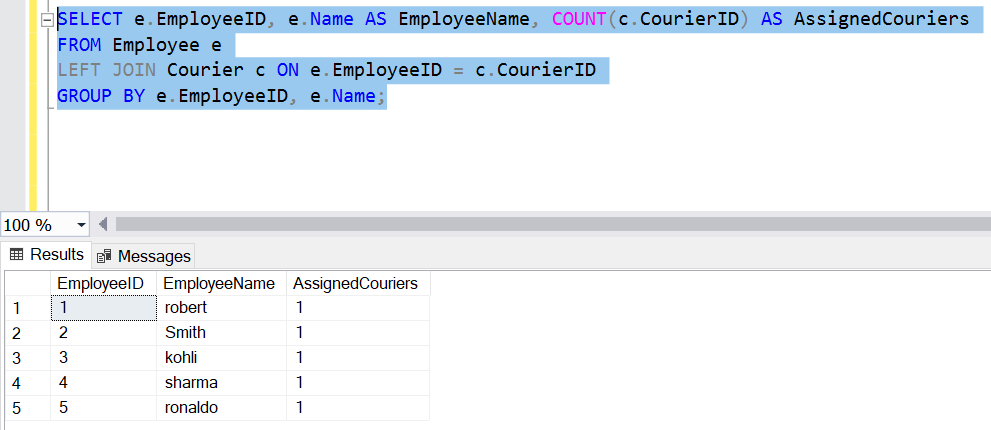 SELECT e.EmployeeID, e.Name AS EmployeeName, COUNT(c.CourierID) AS AssignedCouriers
FROM Employee e
LEFT JOIN Courier c ON e.EmployeeID = c.CourierID
GROUP BY e.EmployeeID, e.Name;
100 %
Results Messages
EmployeeID EmployeeName AssignedCouriers
1 1 robert 1
2 2 Smith 1
3 3 kohli 1
4 4 sharma 1
5 5 ronaldo 1